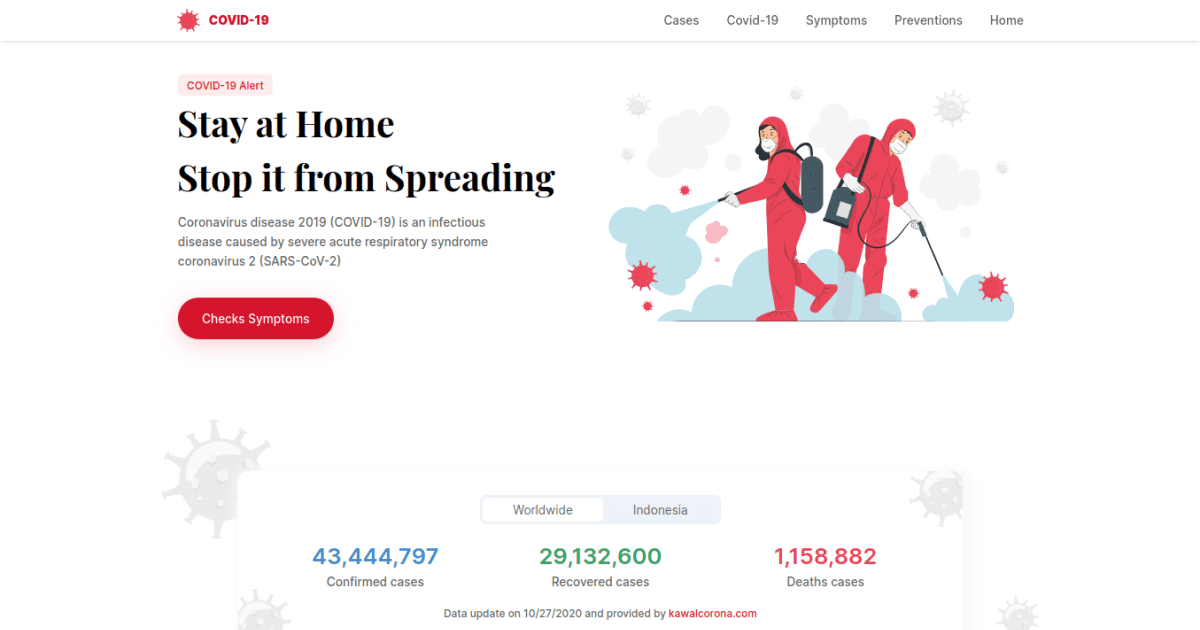 COVID-19
Cases
Covid-19
Symptoms
Preventions
Home
COVID-19 Alert
Stay at Home
Stop it from Spreading
Coronavirus disease 2019 (COVID-19) is an infectious
disease caused by severe acute respiratory syndrome
coronavirus 2 (SARS-CoV-2)
Checks Symptoms
Worldwide
Indonesia
43,444,797
Confirmed cases
29,132,600
Recovered cases
1,158,882
Deaths cases
Data update on 10/27/2020 and provided by kawalcorona.com